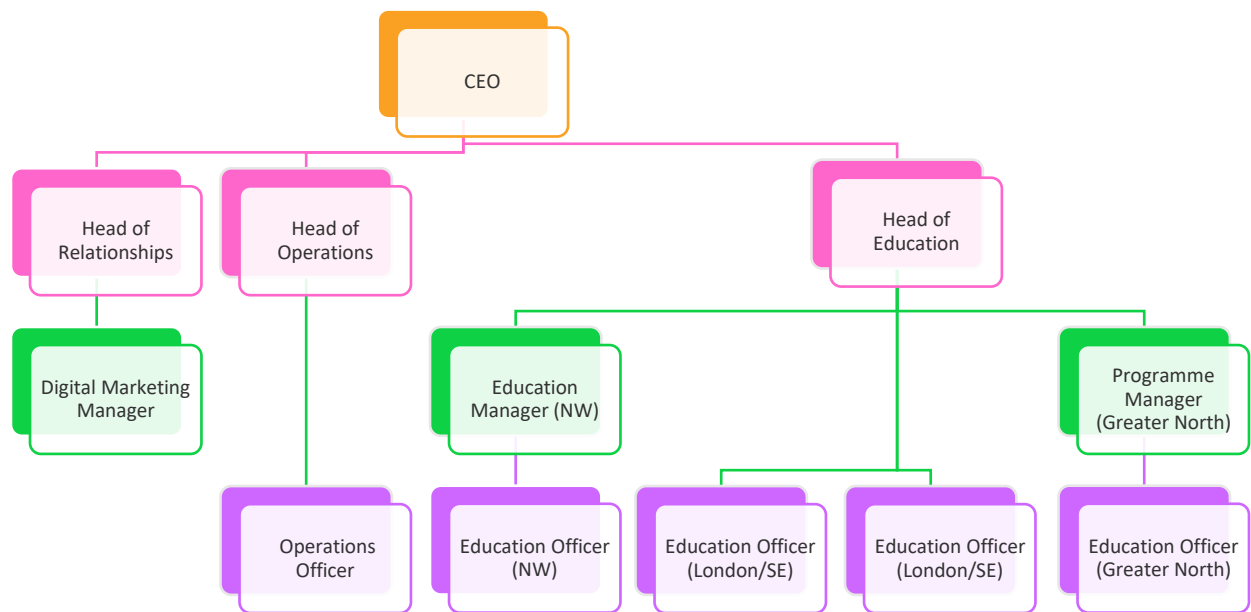 CEO
Head of
Relationships
Head of
Operations
Head of
Education
Digital Marketing
Manager
Education
Manager (NW)
Programme
Manager
(Greater North)
Operations
Officer
Education Officer
(NW)
Education Officer
(London/SE)
Education Officer
(London/SE)
Education Officer
(Greater North)